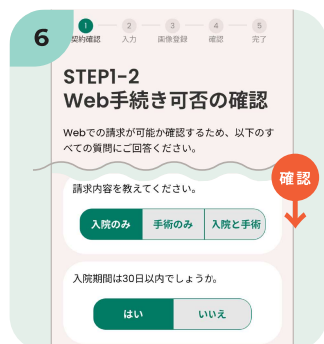 6
1 2 3 4 5
契約確認 入力 画像登録 確認 完了
STEP1-2
Web手続き可否の確認
Webでの請求が可能か確認するため、以下のす
べての質問にご回答ください。
確認
請求内容を教えてください。
入院のみ 手術のみ 入院と手術
入院期間は30日以内でしょうか。
はい いいえ